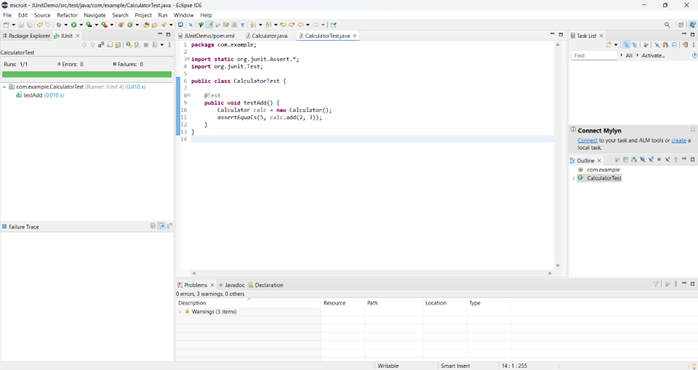 microit - JUnitDemo/src/test/java/com/example/CalculatorTest.java - Eclipse IDE
File Edit Source Refactor Navigate Search Project Run Window Help
Package Explorer JUnit
CalculatorTest
Runs: 1/1 Errors: 0 Failures: 0
com.example.CalculatorTest [Runner: JUnit 4] (0.010 s)
testAdd (0.010 s)
Failure Trace
JUnitDemo/pom.xml Calculator.java CalculatorTest.java
1 package com.example;
2
3 import static org.junit.Assert.*;
4 import org.junit.Test;
5
6 public class CalculatorTest {
7
8 @Test
9 public void testAdd() {
10 Calculator calc = new Calculator();
11 assertEquals(5, calc.add(2, 3));
12 }
13 }
14
Task List
Find All Activate...
Connect Mylyn
Connect to your task and ALM tools or create a
local task.
Outline
com.example
CalculatorTest
Problems Javadoc Declaration
0 errors, 3 warnings, 0 others
Description Resource Path Location Type
Warnings (3 items)
Writable Smart Insert 14 : 1 : 255